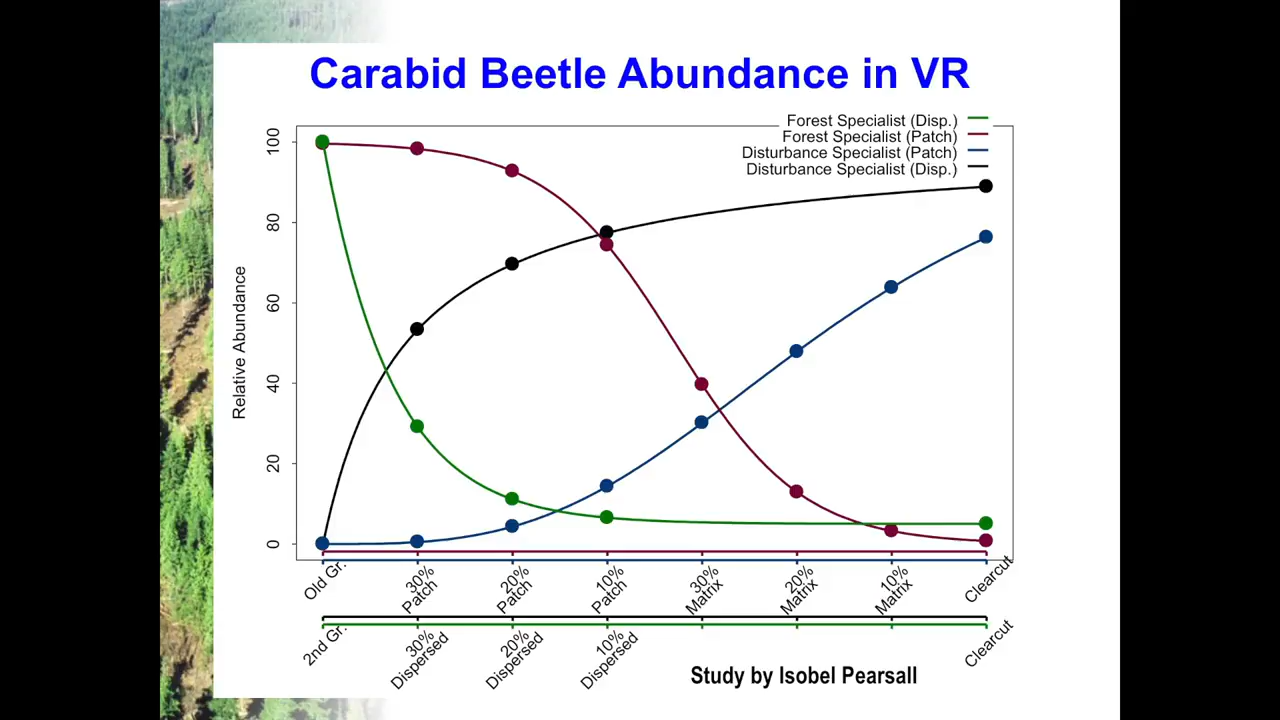 Carabid Beetle Abundance in VR
Forest Specialist (Disp.)
Forest Specialist (Patch)
Disturbance Specialist (Patch)
Disturbance Specialist (Disp.)
Relative Abundance
100
80
60
40
20
0
Old Gr.
30%
Patch
20%
Patch
10%
Patch
30%
Matrix
20%
Matrix
10%
Matrix
Clearcut
2nd Gr.
30%
Dispersed
20%
Dispersed
10%
Dispersed
Clearcut
Study by Isobel Pearsall